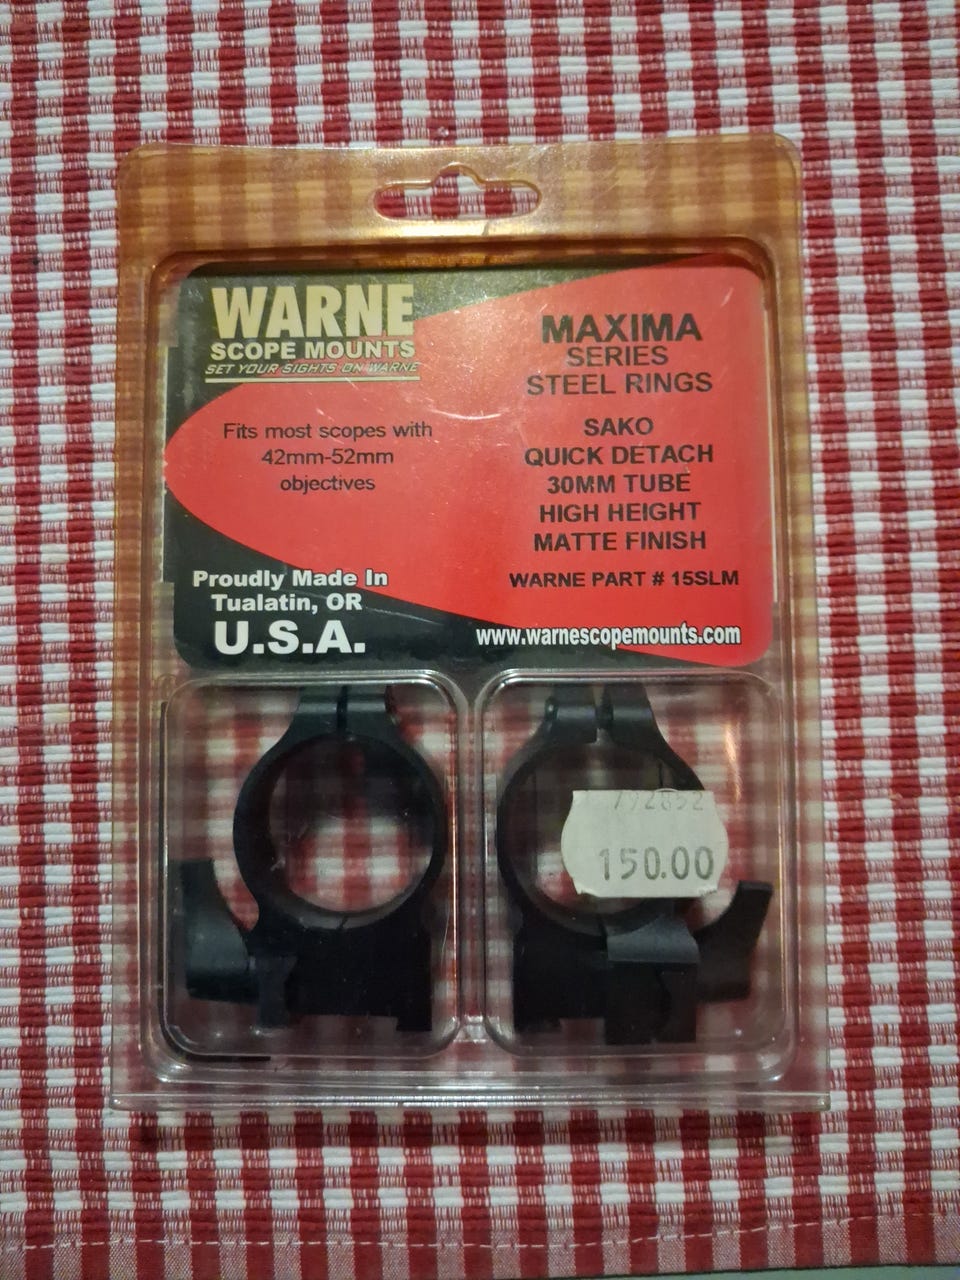 WARNE
SCOPE MOUNTS
SET YOUR SIGHTS ON WARNE
Fits most scopes with
42mm-52mm
objectives
Proudly Made In
Tualatin, OR
U.S.A.
MAXIMA
SERIES
STEEL RINGS
SAKO
QUICK DETACH
30MM TUBE
HIGH HEIGHT
MATTE FINISH
WARNE PART # 15SLM
www.warnescopemounts.com
792892
150.00